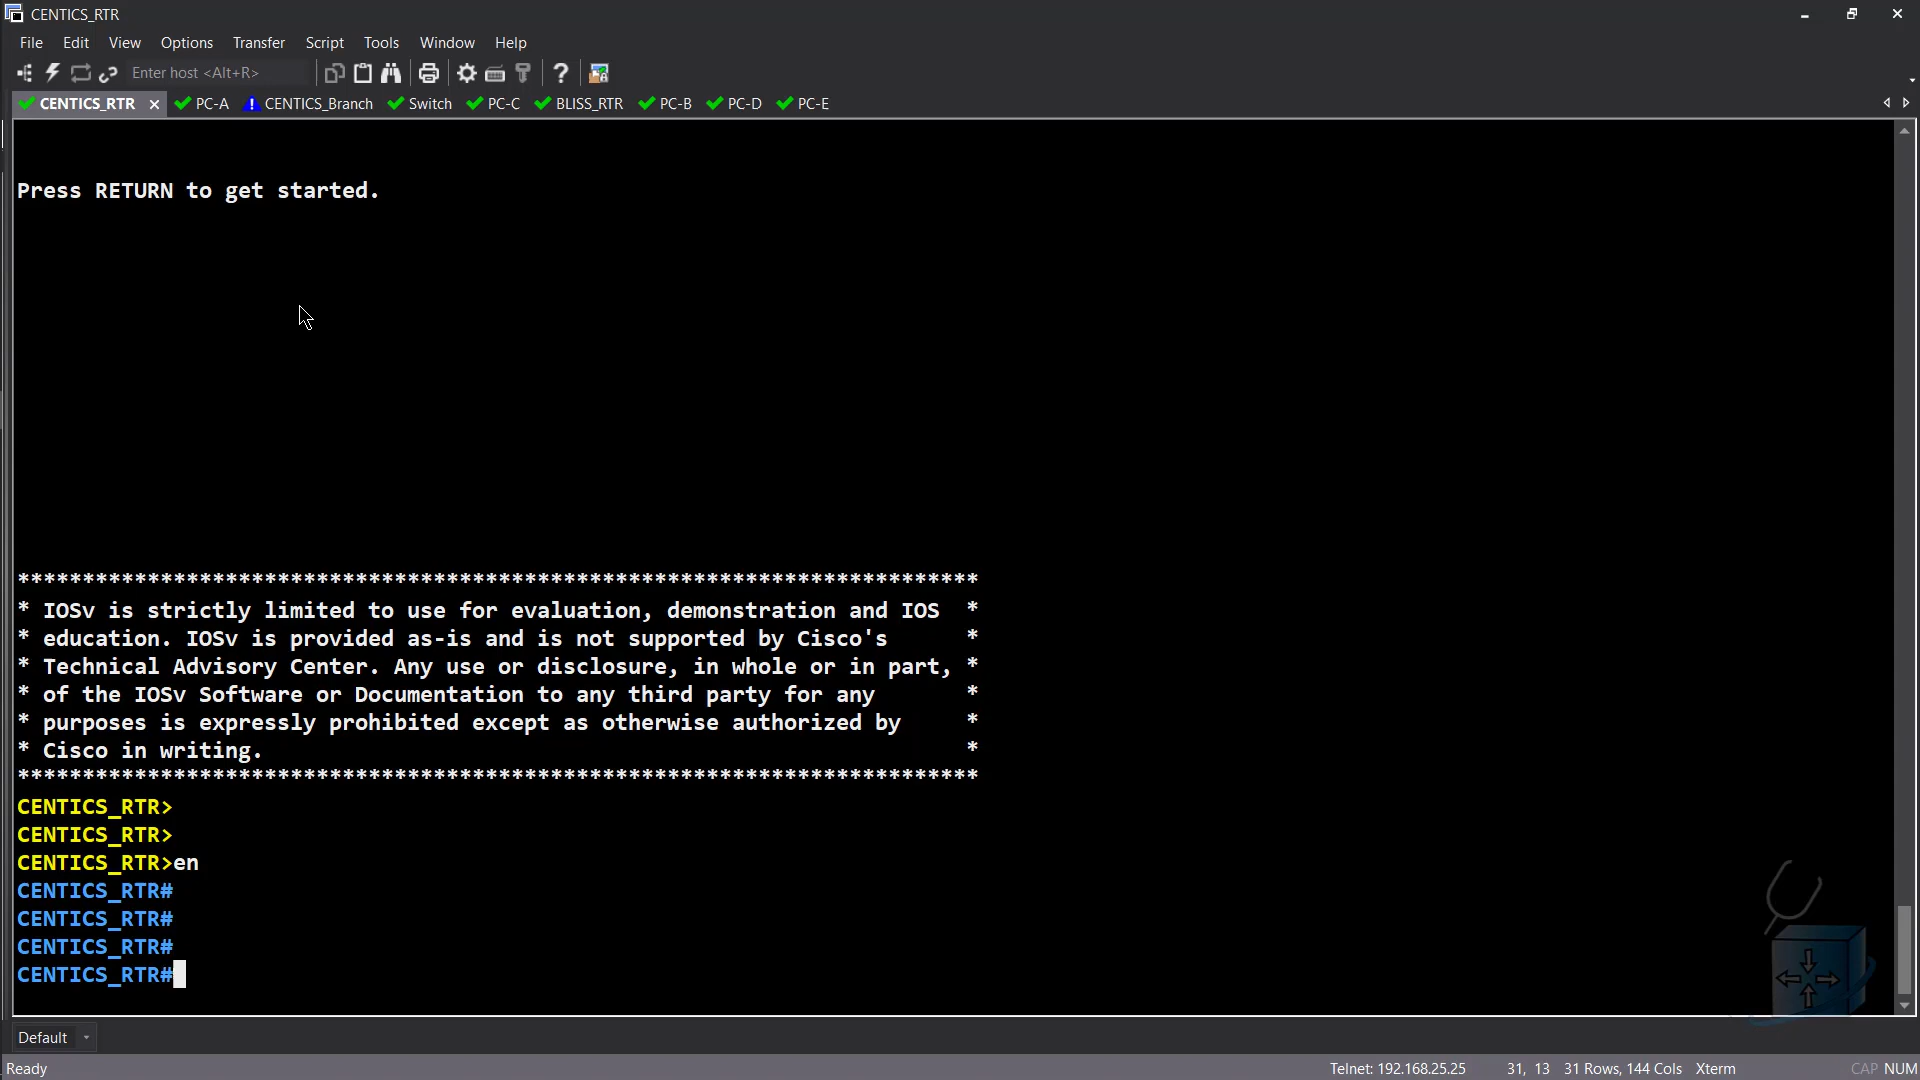 CENTICS_RTR
File Edit View Options Transfer Script Tools Window Help
Enter host <Alt+R>
CENTICS_RTR PC-A CENTICS_Branch Switch PC-C BLISS_RTR PC-B PC-D PC-E
Press RETURN to get started.
**************************************************************************
* IOSv is strictly limited to use for evaluation, demonstration and IOS  *
* education. IOSv is provided as-is and is not supported by Cisco's      *
* Technical Advisory Center. Any use or disclosure, in whole or in part, *
* of the IOSv Software or Documentation to any third party for any       *
* purposes is expressly prohibited except as otherwise authorized by     *
* Cisco in writing.                                                      *
**************************************************************************
CENTICS_RTR>
CENTICS_RTR>
CENTICS_RTR>en
CENTICS_RTR#
CENTICS_RTR#
CENTICS_RTR#
CENTICS_RTR#
Default
Ready Telnet: 192.168.25.25 31, 13 31 Rows, 144 Cols Xterm CAP NUM